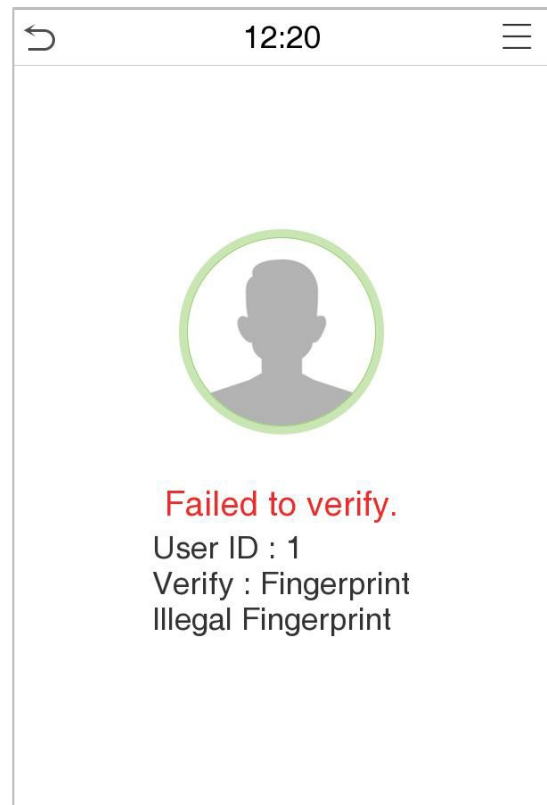 12:20
Failed to verify.
User ID : 1
Verify : Fingerprint
Illegal Fingerprint